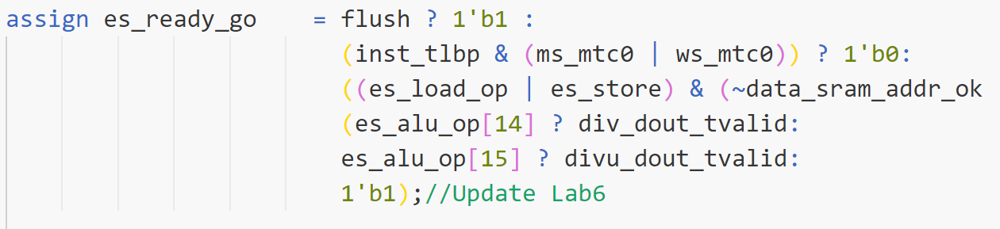 assign es_ready_go = flush ? 1'b1 :
(inst_tlbp & (ms_mtc0 | ws_mtc0)) ? 1'b0:
((es_load_op | es_store) & (~data_sram_addr_ok
(es_alu_op[14] ? div_dout_tvalid:
es_alu_op[15] ? divu_dout_tvalid:
1'b1);//Update Lab6